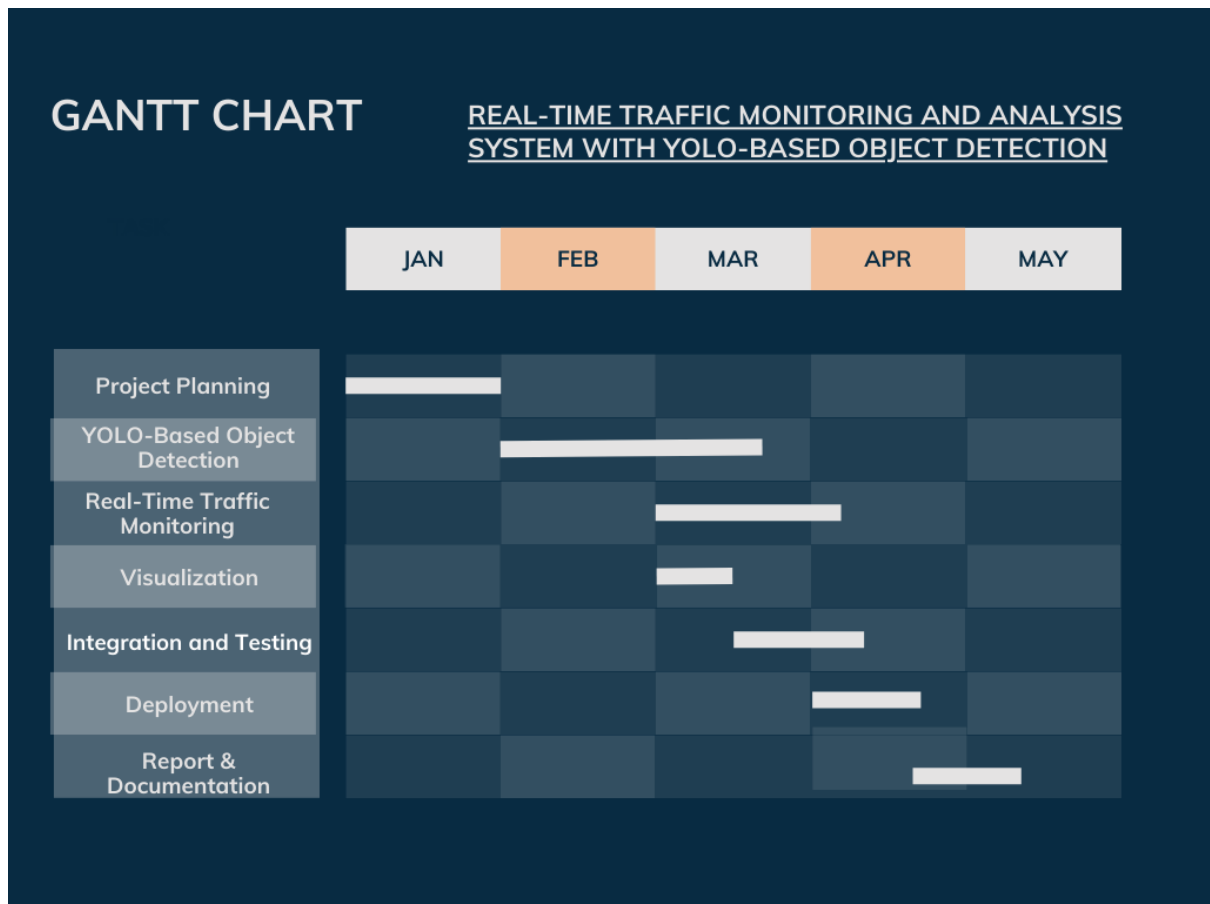 GANTT CHART
REAL-TIME TRAFFIC MONITORING AND ANALYSIS
SYSTEM WITH YOLO-BASED OBJECT DETECTION
JAN FEB MAR APR MAY
Project Planning
YOLO-Based Object
Detection
Real-Time Traffic
Monitoring
Visualization
Integration and Testing
Deployment
Report &
Documentation